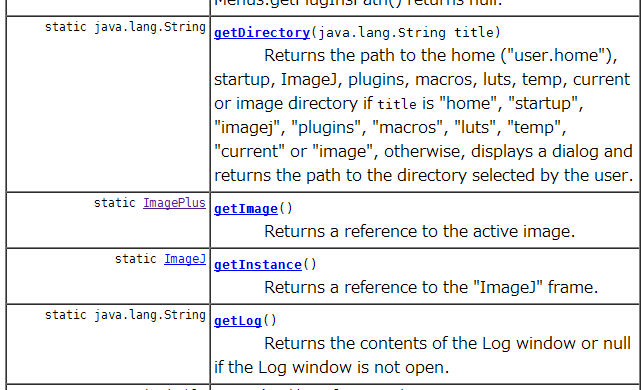 Menus.getPlugInsPath() returns null.
static java.lang.String getDirectory(java.lang.String title)
Returns the path to the home ("user.home"),
startup, ImageJ, plugins, macros, luts, temp, current
or image directory if title is "home", "startup",
"imagej", "plugins", "macros", "luts", "temp",
"current" or "image", otherwise, displays a dialog and
returns the path to the directory selected by the user.
static ImagePlus getImage()
Returns a reference to the active image.
static ImageJ getInstance()
Returns a reference to the "ImageJ" frame.
static java.lang.String getLog()
Returns the contents of the Log window or null
if the Log window is not open.